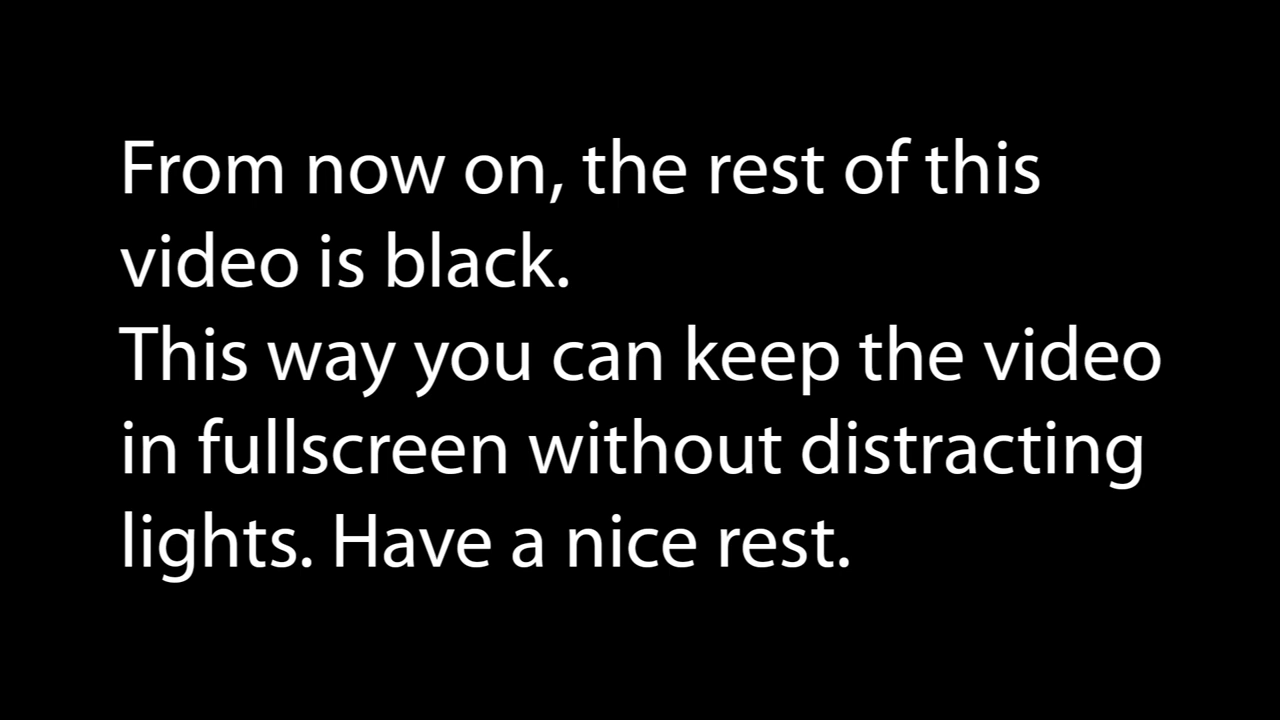 From now on, the rest of this
video is black.
This way you can keep the video
in fullscreen without distracting
lights. Have a nice rest.